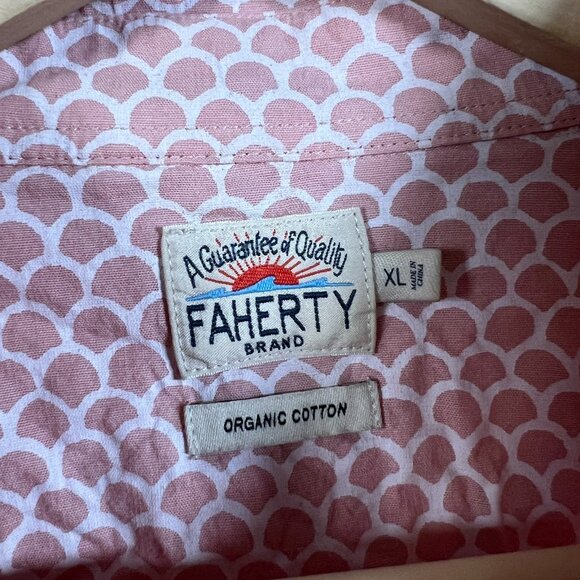 A Guarantee of Quality
FAHERTY
BRAND
XL
MADE IN
CHINA
ORGANIC COTTON